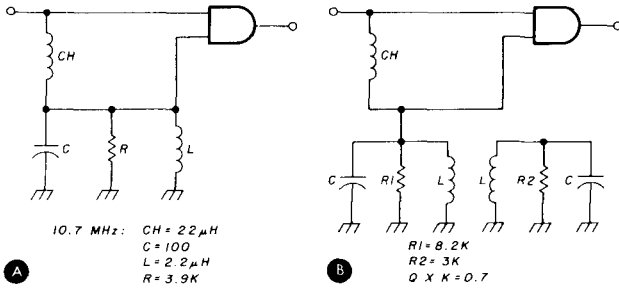 CH
CH
C
R
L
C
R1
L
L
R2
C
10.7 MHz: CH = 22 μH
C = 100
L = 2.2 μH
R = 3.9K
A
R1 = 8.2K
R2 = 3K
Q X K = 0.7
B